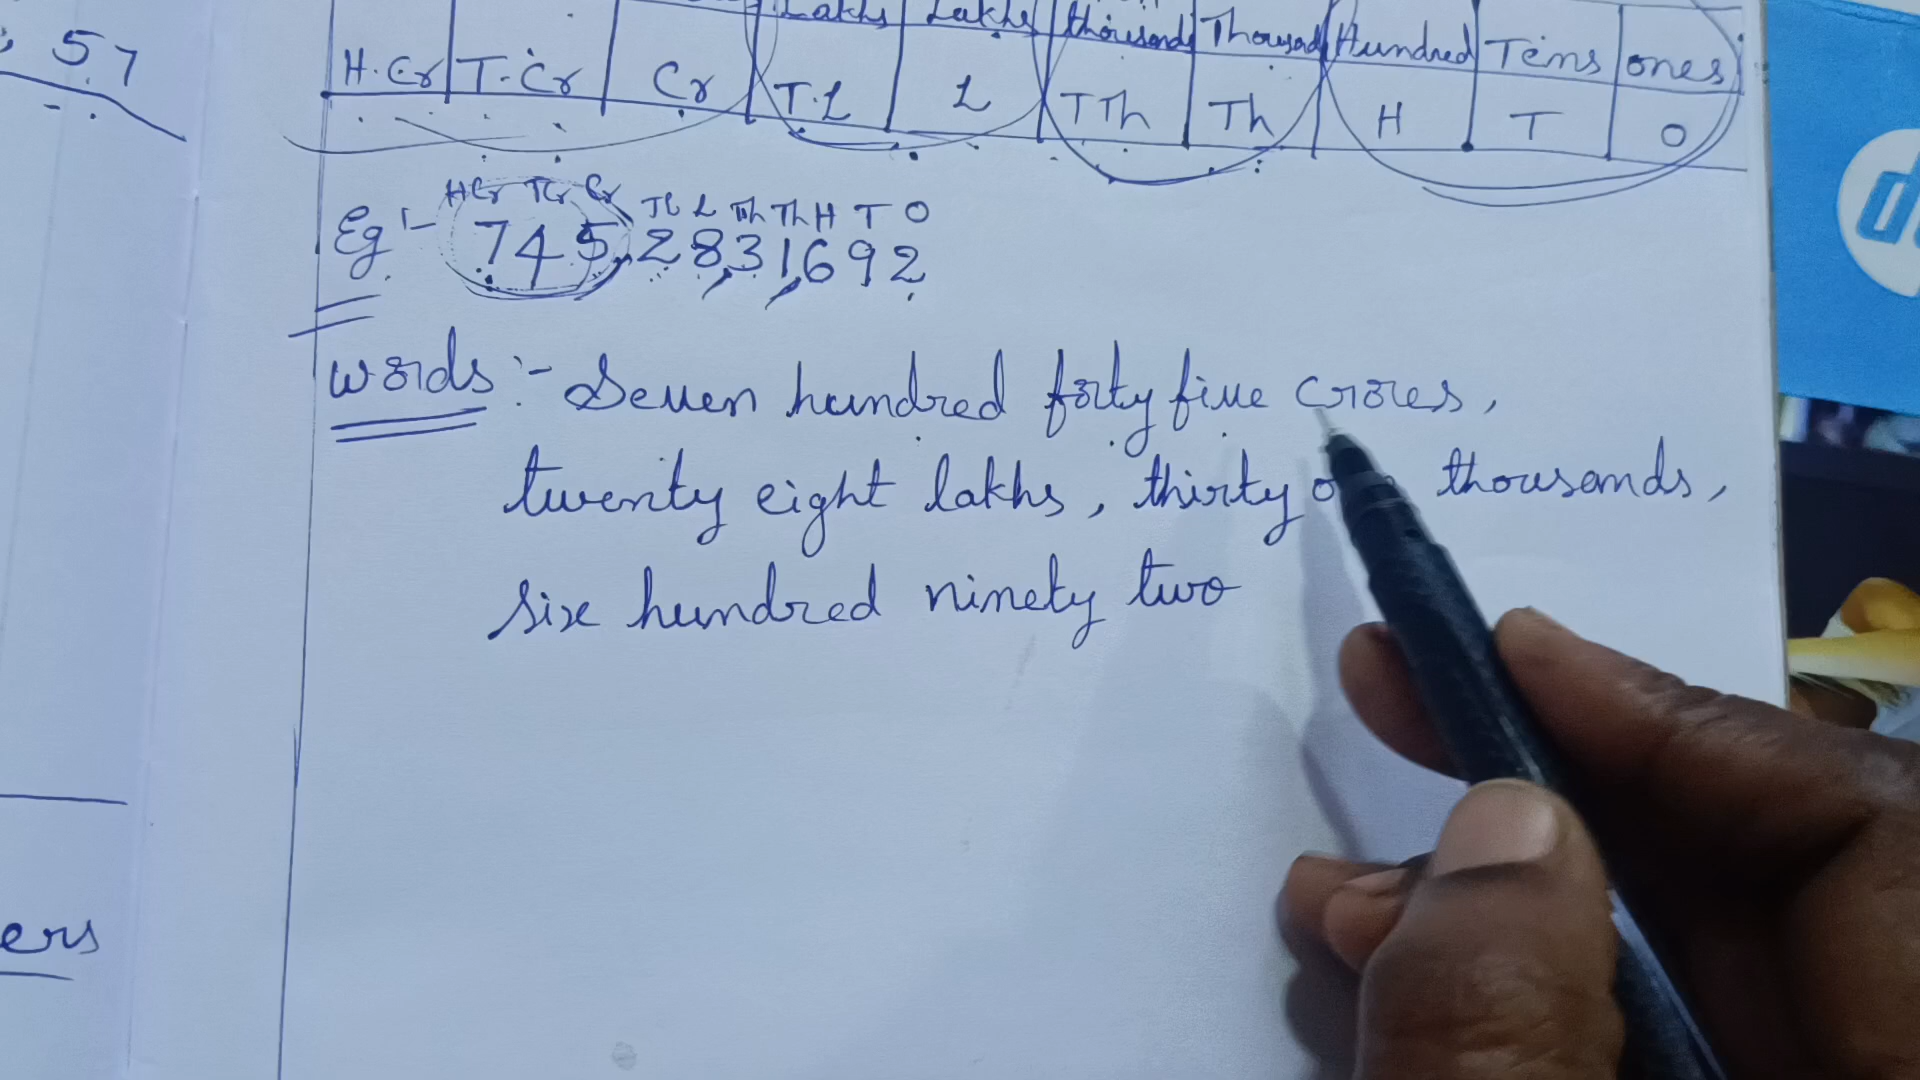 , 57
Lakhs Lakhs thousands Thousand Hundred Tens ones
H.Cr T.Cr Cr T.L L TTh Th H T O
HCr TCr Cr TL L Th Th H T O
Eg :- 745,28,31,692
words :- Seven hundred forty five crores,
twenty eight lakhs, thirty thousands,
six hundred ninety two
ers